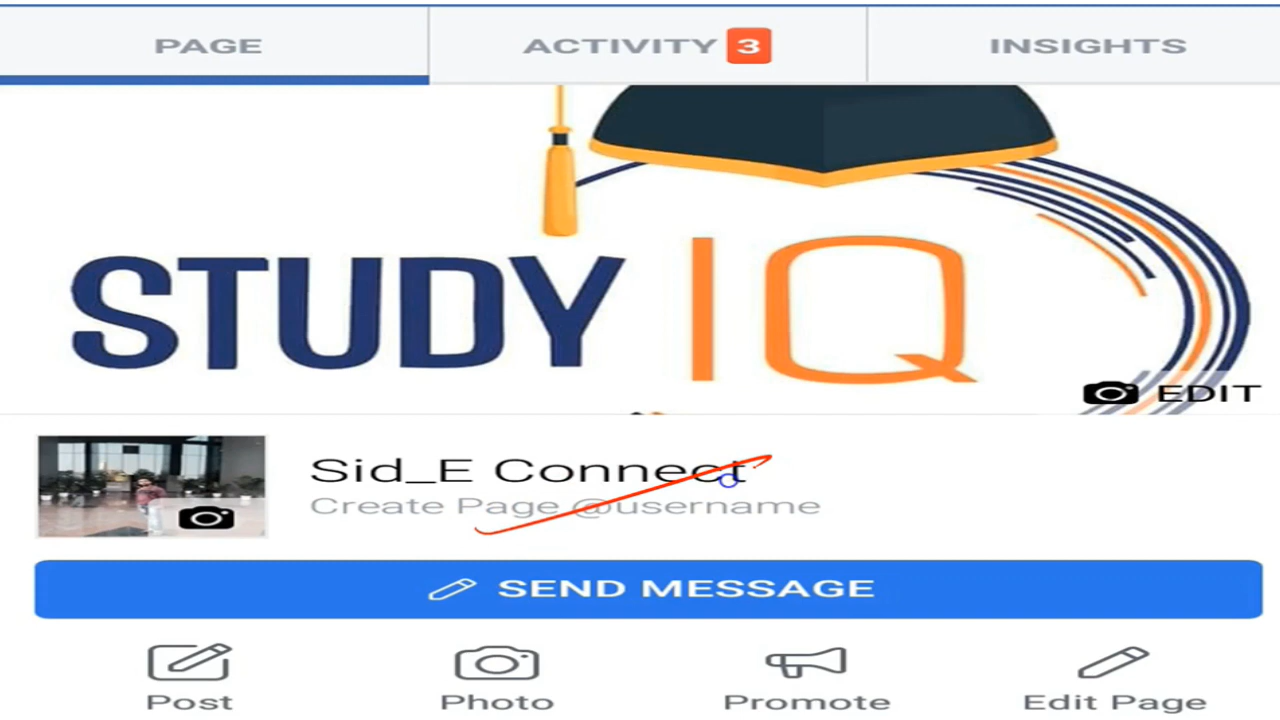 PAGE ACTIVITY 3 INSIGHTS
STUDY IQ
EDIT
Sid_E Connect
Create Page @username
SEND MESSAGE
Post Photo Promote Edit Page